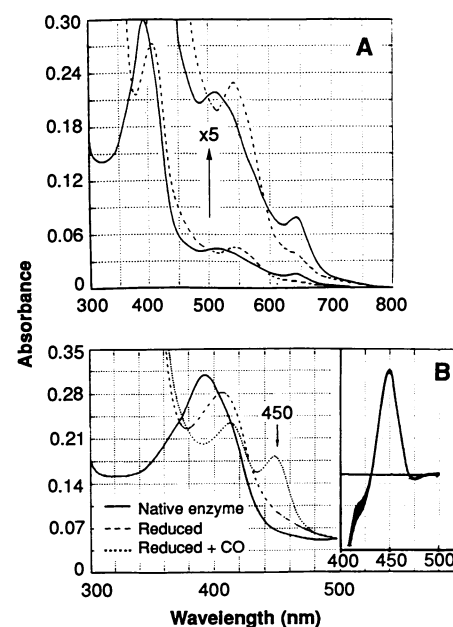 0.30
0.24
0.18
0.12
0.06
0
A
x5
300 400 500 600 700 800
Absorbance
0.35
0.28
0.21
0.14
0.07
0
B
450
Native enzyme
Reduced
Reduced + CO
300 400 500
400 450 500
Wavelength (nm)